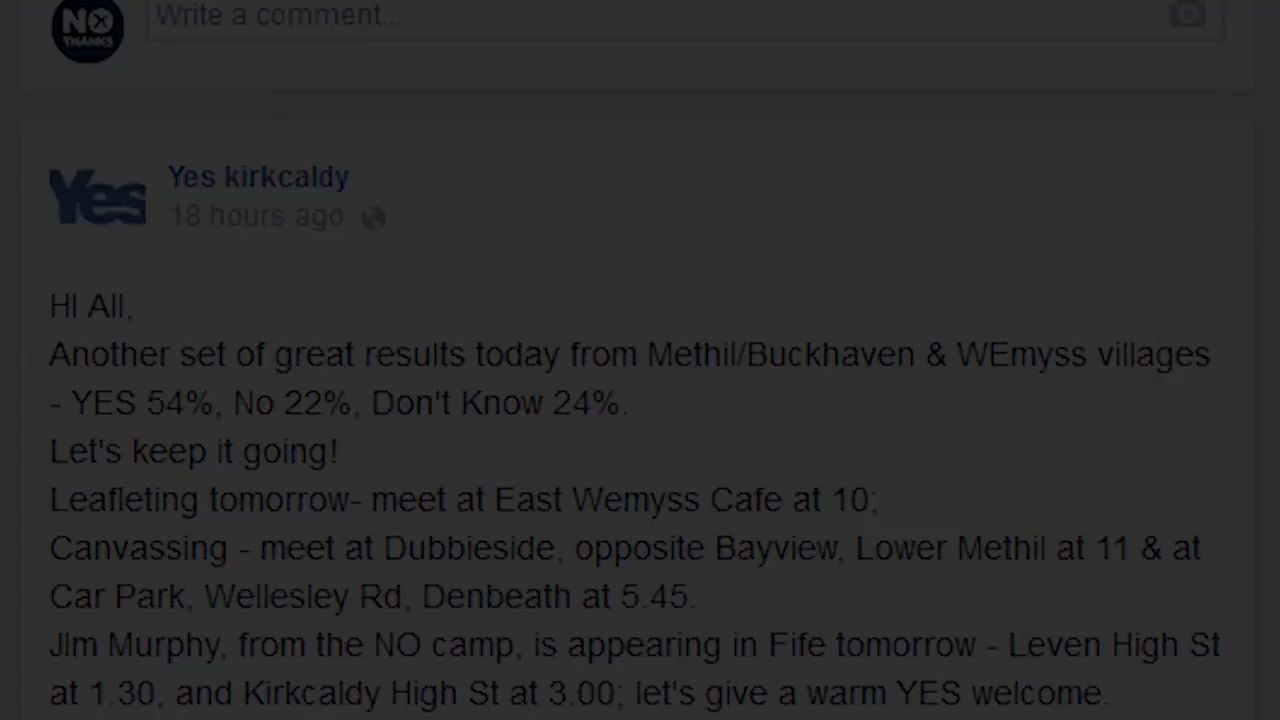 NO
THANKS
Write a comment...
Yes
Yes kirkcaldy
18 hours ago
HI All,
Another set of great results today from Methil/Buckhaven & WEmyss villages
- YES 54%, No 22%, Don't Know 24%.
Let's keep it going!
Leafleting tomorrow- meet at East Wemyss Cafe at 10;
Canvassing - meet at Dubbieside, opposite Bayview, Lower Methil at 11 & at
Car Park, Wellesley Rd, Denbeath at 5.45.
JIm Murphy, from the NO camp, is appearing in Fife tomorrow - Leven High St
at 1.30, and Kirkcaldy High St at 3.00; let's give a warm YES welcome.